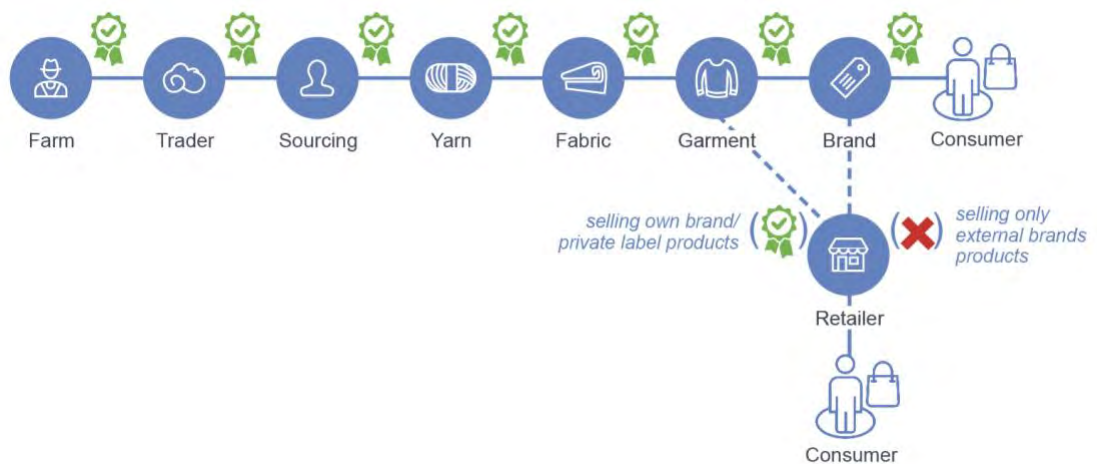 Farm
Trader
Sourcing
Yarn
Fabric
Garment
Brand
Consumer
selling own brand/
private label products
selling only
external brands
products
Retailer
Consumer